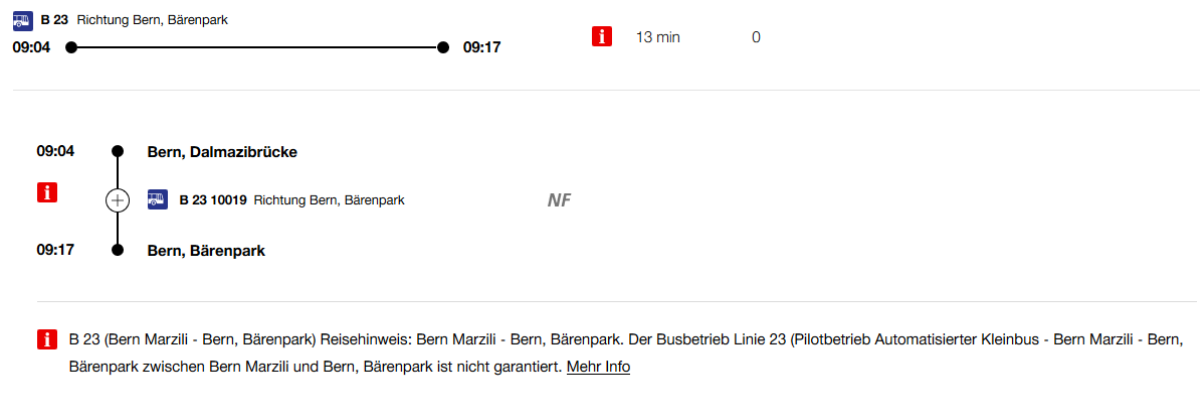 B 23 Richtung Bern, Bärenpark
09:04 09:17 i 13 min 0
09:04 Bern, Dalmazibrücke
i B 23 10019 Richtung Bern, Bärenpark NF
09:17 Bern, Bärenpark
i B 23 (Bern Marzili - Bern, Bärenpark) Reisehinweis: Bern Marzili - Bern, Bärenpark. Der Busbetrieb Linie 23 (Pilotbetrieb Automatisierter Kleinbus - Bern Marzili - Bern,
Bärenpark zwischen Bern Marzili und Bern, Bärenpark ist nicht garantiert. Mehr Info